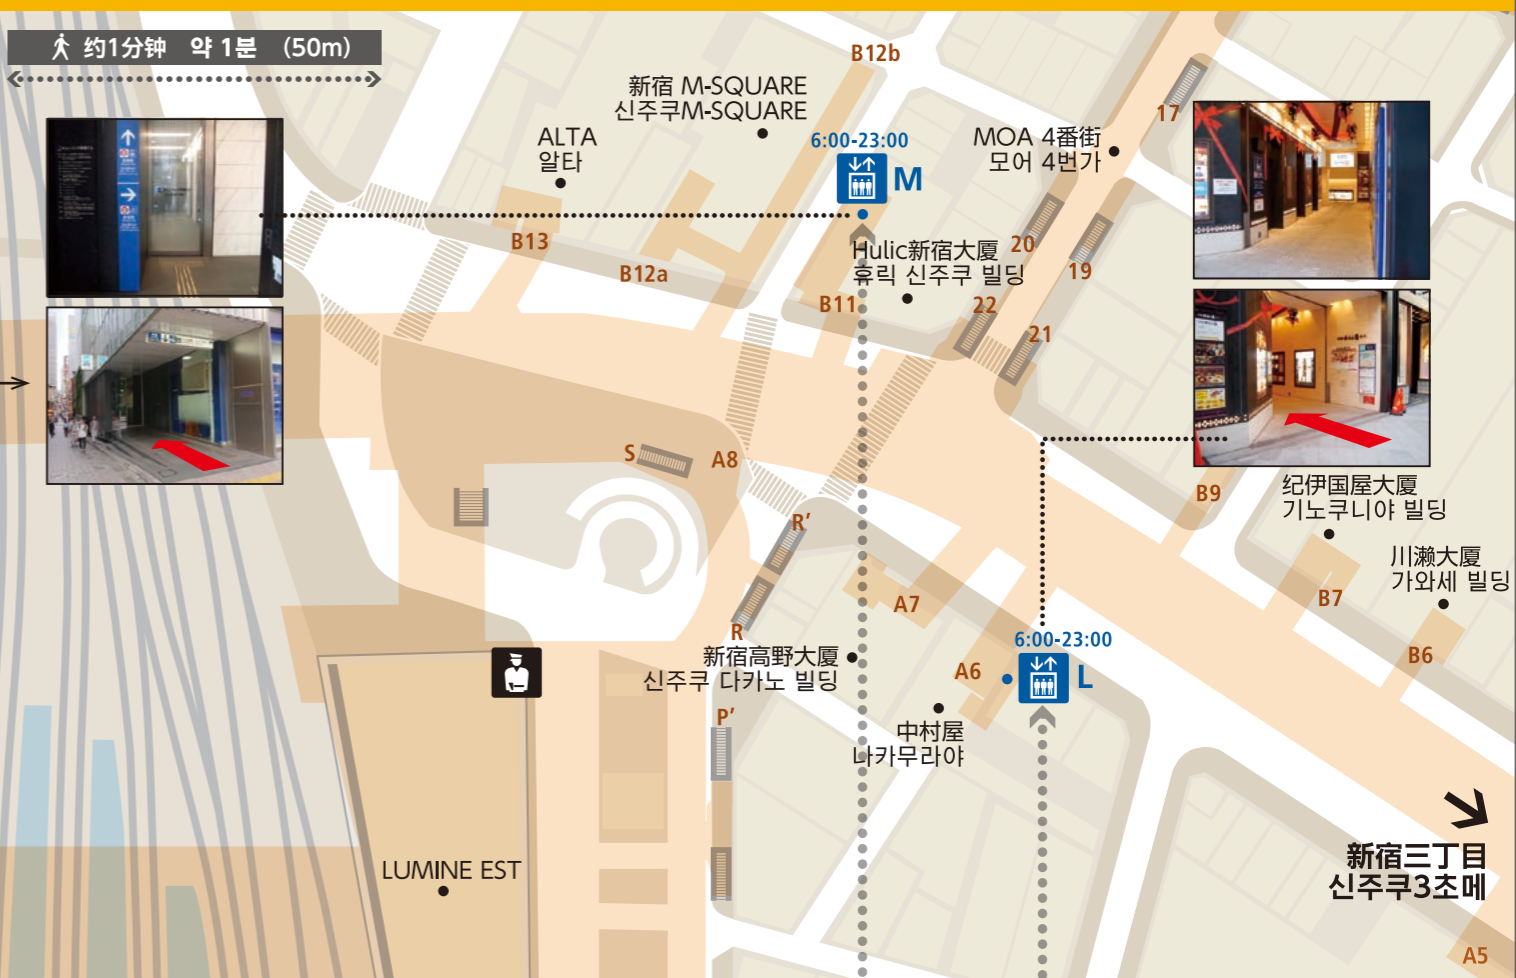 约1分钟 약 1분 (50m)
B12b
新宿 M-SQUARE
신주쿠M-SQUARE
ALTA
알타
6:00-23:00
M
MOA 4番街
모어 4번가
17
B13
B12a
Hulic新宿大厦
휴릭 신주쿠 빌딩
20
19
B11
22
21
S
A8
R'
B9
纪伊国屋大厦
기노쿠니야 빌딩
川濑大厦
가와세 빌딩
A7
B7
R
新宿高野大厦
신주쿠 다카노 빌딩
6:00-23:00
L
A6
B6
P'
中村屋
나카무라야
LUMINE EST
新宿三丁目
신주쿠3초메
A5